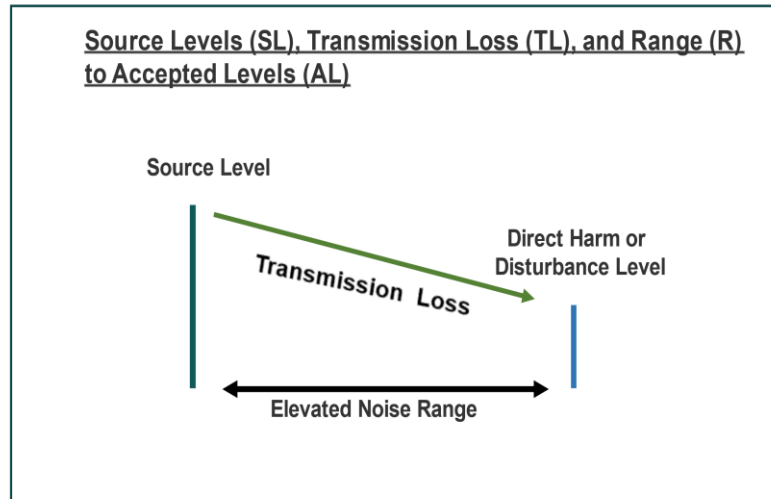 Source Levels (SL), Transmission Loss (TL), and Range (R)
to Accepted Levels (AL)
Source Level
Direct Harm or
Disturbance Level
Transmission Loss
Elevated Noise Range